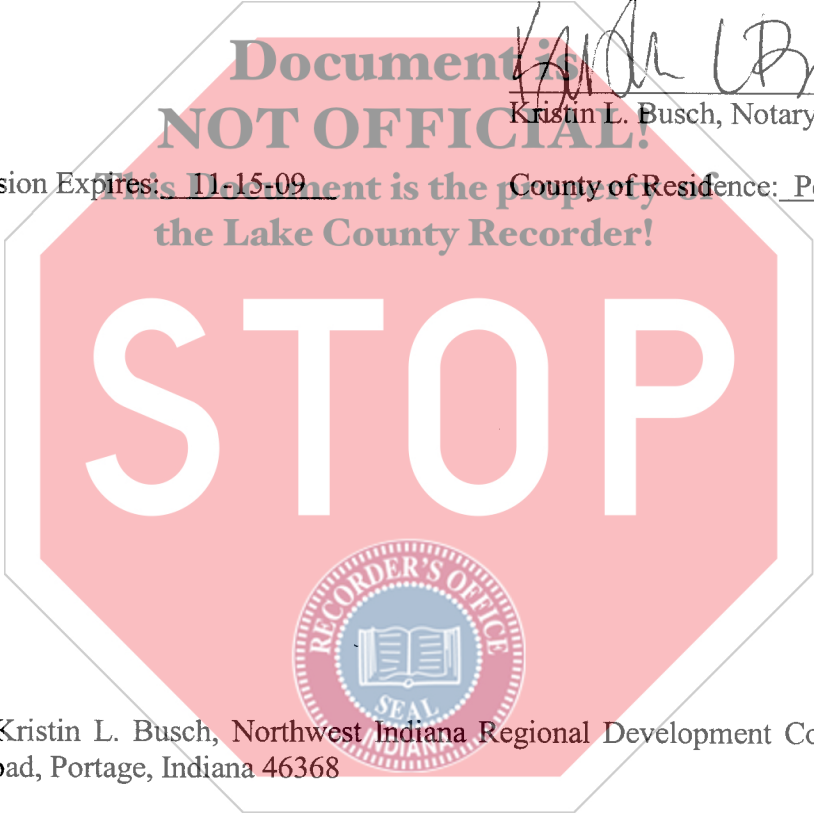 Document is
NOT OFFICIAL!
Kristin L. Busch, Notary
sion Expires: 11-15-09 County of Residence:
This Document is the property of
the Lake County Recorder!
STOP
RECORDER'S OFFICE
SEAL
INDIANA
Kristin L. Busch, Northwest Indiana Regional Development Co
oad, Portage, Indiana 46368